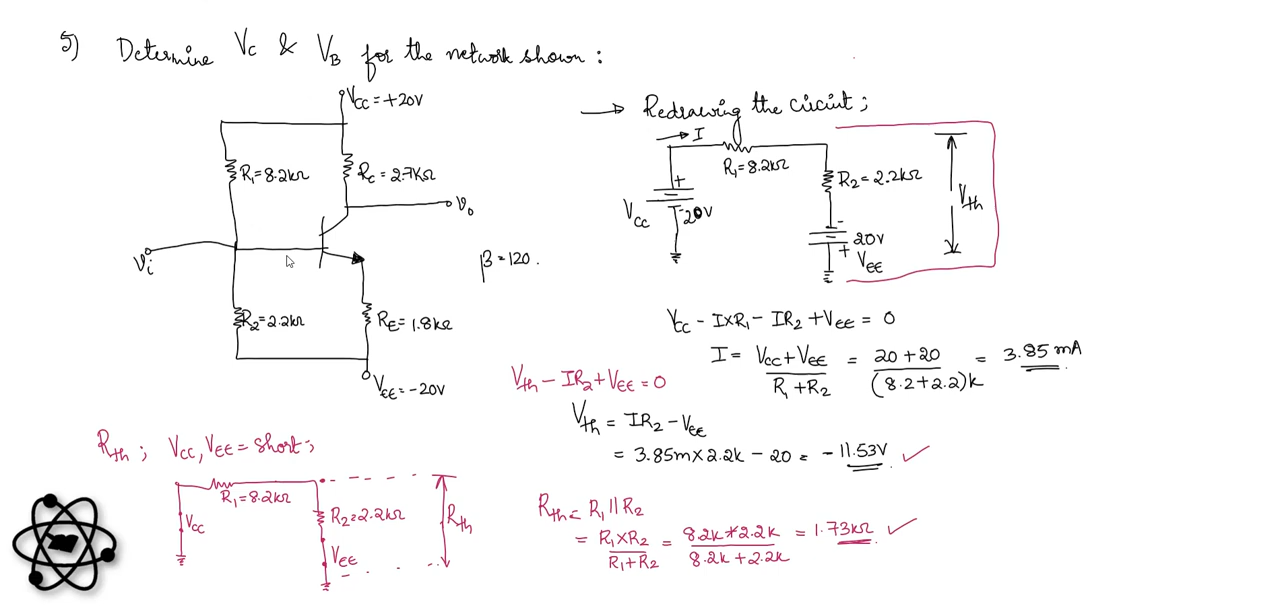 5) Determine Vc & VB for the network shown :
VCC = +20V
R1=8.2kΩ
RC = 2.7KΩ
Vo
Vi
β=120.
R2=2.2kΩ
RE= 1.8kΩ
VEE = -20V
→ Redrawing the circuit ;
→ I
R1=8.2kΩ
R2=2.2kΩ
+
VCC
-20V
Vth
-
20V
+
VEE
VCC - I×R1 - IR2 + VEE = 0
I = VCC+VEE / R1+R2 = 20+20 / (8.2+2.2)k = 3.85 mA
Vth - IR2 + VEE = 0
Vth = IR2 - VEE
= 3.85m×2.2k - 20 = -11.53V ✓
Rth ; VCC, VEE = short ;
R1=8.2kΩ
VCC
R2=2.2kΩ
Rth
VEE
Rth = R1 || R2
= R1×R2 / R1+R2 = 8.2k*2.2k / 8.2k+2.2k = 1.73kΩ ✓